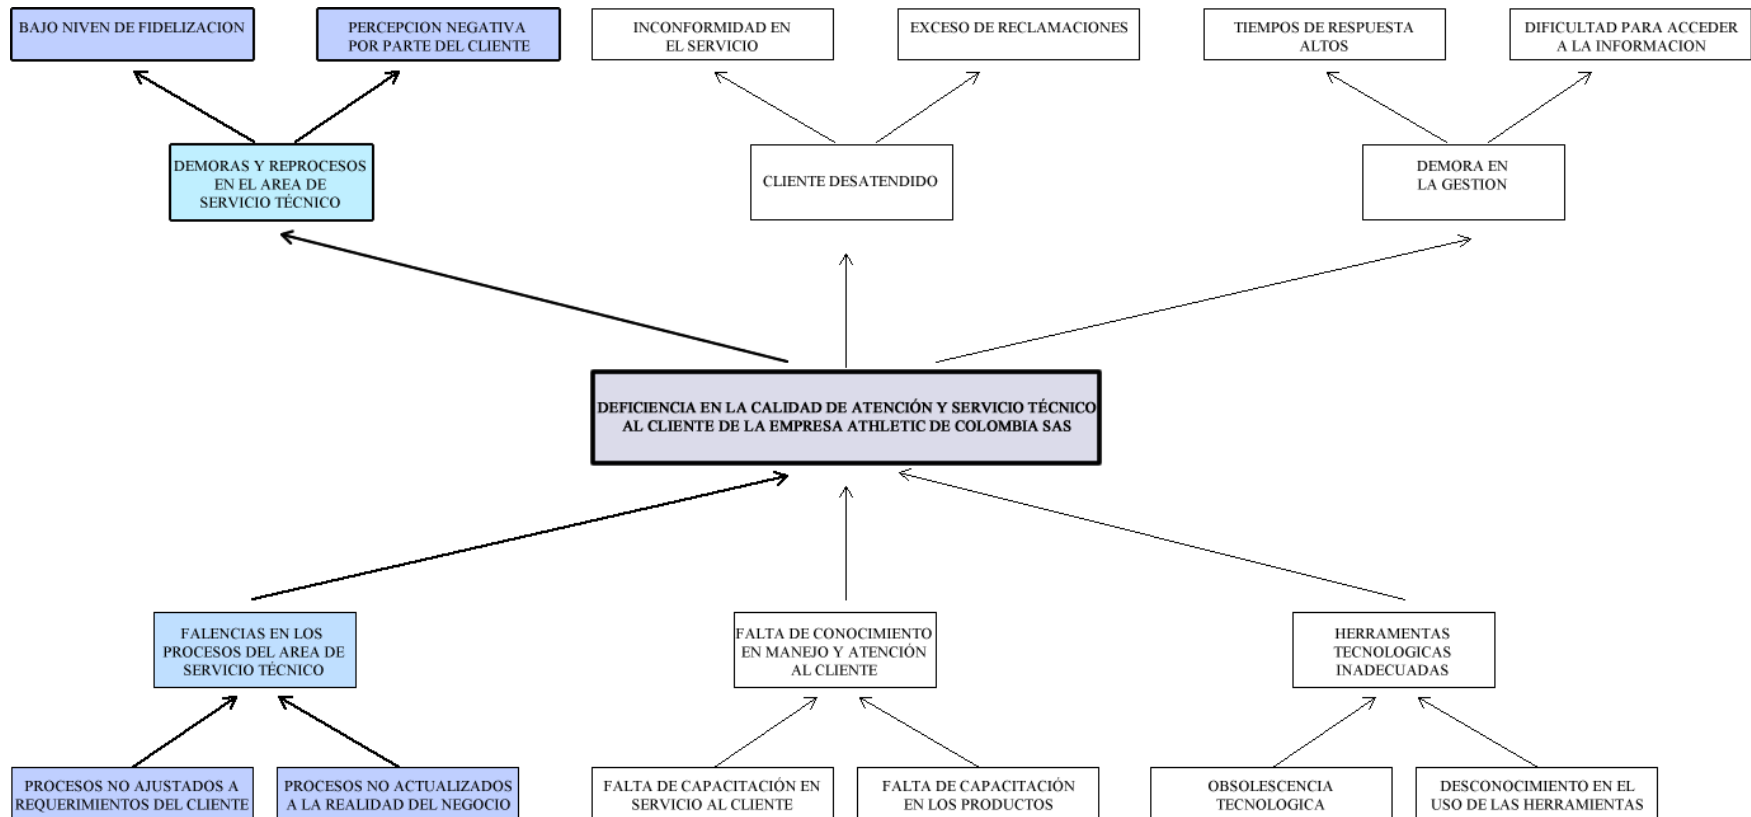 BAJO NIVEN DE FIDELIZACION
PERCEPCION NEGATIVA
POR PARTE DEL CLIENTE
INCONFORMIDAD EN
EL SERVICIO
EXCESO DE RECLAMACIONES
TIEMPOS DE RESPUESTA
ALTOS
DIFICULTAD PARA ACCEDER
A LA INFORMACION
DEMORAS Y REPROCESOS
EN EL AREA DE
SERVICIO TÉCNICO
CLIENTE DESATENDIDO
DEMORA EN
LA GESTION
DEFICIENCIA EN LA CALIDAD DE ATENCIÓN Y SERVICIO TÉCNICO
AL CLIENTE DE LA EMPRESA ATHLETIC DE COLOMBIA SAS
FALENCIAS EN LOS
PROCESOS DEL AREA DE
SERVICIO TÉCNICO
FALTA DE CONOCIMIENTO
EN MANEJO Y ATENCIÓN
AL CLIENTE
HERRAMENTAS
TECNOLOGICAS
INADECUADAS
PROCESOS NO AJUSTADOS A
REQUERIMIENTOS DEL CLIENTE
PROCESOS NO ACTUALIZADOS
A LA REALIDAD DEL NEGOCIO
FALTA DE CAPACITACIÓN EN
SERVICIO AL CLIENTE
FALTA DE CAPACITACIÓN
EN LOS PRODUCTOS
OBSOLESCENCIA
TECNOLOGICA
DESCONOCIMIENTO EN EL
USO DE LAS HERRAMIENTAS